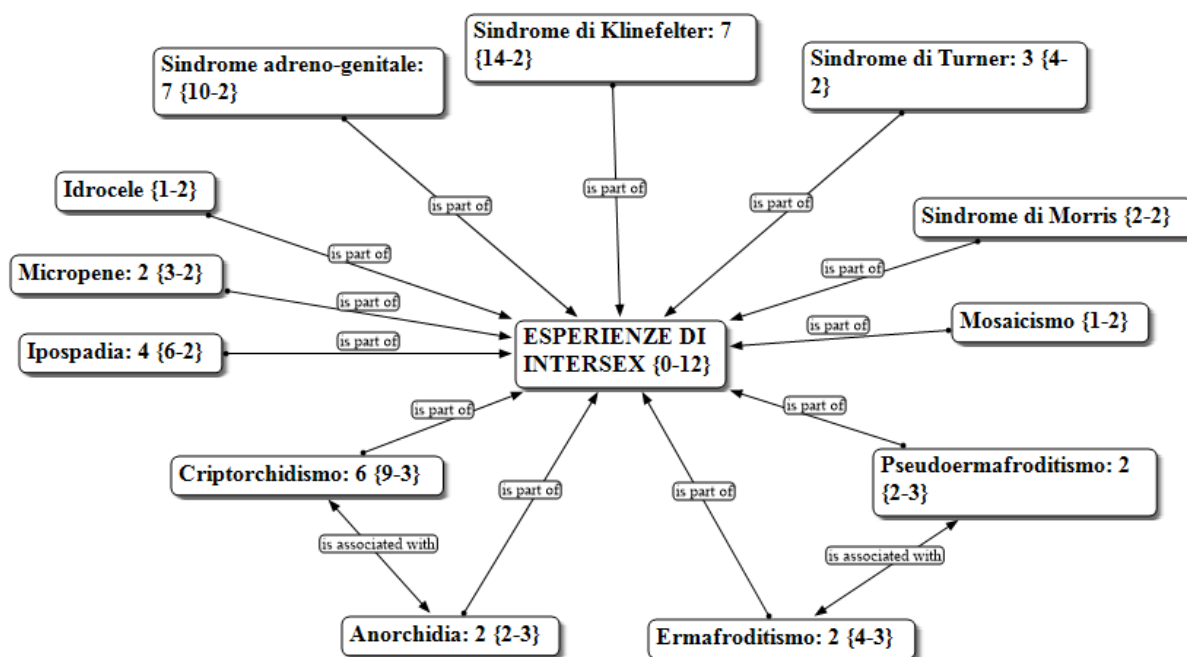 Sindrome di Klinefelter: 7
{14-2}
Sindrome adreno-genitale:
7 {10-2}
Sindrome di Turner: 3 {4-
2}
is part of
is part of
is part of
Idrocele {1-2}
is part of
Sindrome di Morris {2-2}
is part of
Micropene: 2 {3-2}
is part of
Mosaicismo {1-2}
is part of
Ipospadia: 4 {6-2}
is part of
ESPERIENZE DI
INTERSEX {0-12}
is part of
is part of
Criptorchidismo: 6 {9-3}
Pseudoermafroditismo: 2
{2-3}
is part of
is part of
is associated with
is associated with
Anorchidia: 2 {2-3}
Ermafroditismo: 2 {4-3}